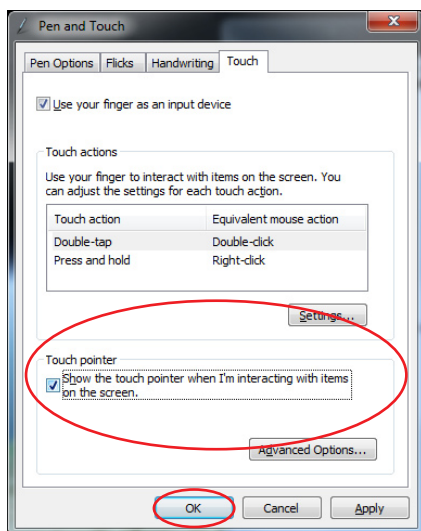 Pen and Touch
Pen Options Flicks Handwriting Touch
Use your finger as an input device
Touch actions
Use your finger to interact with items on the screen. You
can adjust the settings for each touch action.
Touch action Equivalent mouse action
Double-tap Double-click
Press and hold Right-click
Settings...
Touch pointer
Show the touch pointer when I'm interacting with items
on the screen.
Advanced Options...
OK Cancel Apply